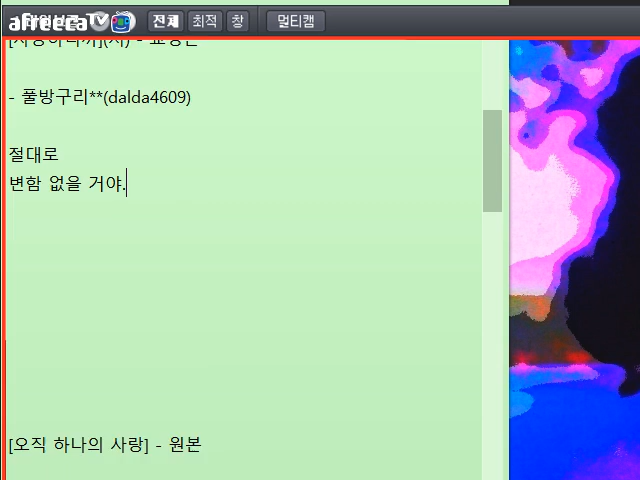 afreeca
전체 최적 창 멀티캠
- 풀방구리**(dalda4609)
절대로
변함 없을 거야.
[오직 하나의 사랑] - 원본